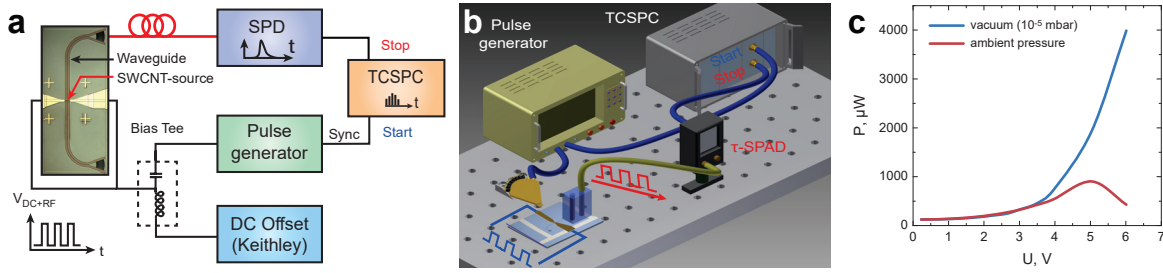 a
SPD
t
Waveguide
SWCNT-source
Stop
TCSPC
t
Start
Bias Tee
Pulse
generator
Sync
V_DC+RF
t
DC Offset
(Keithley)
b
Pulse
generator
TCSPC
Start
Stop
τ-SPAD
c
vacuum (10⁻⁵ mbar)
ambient pressure
P, µW
4000
3000
2000
1000
0
0 1 2 3 4 5 6 7
U, V